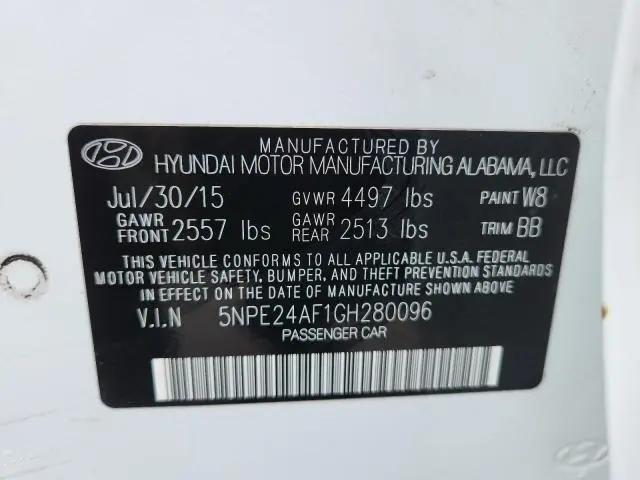 MANUFACTURED BY
HYUNDAI MOTOR MANUFACTURING ALABAMA, LLC
Jul/30/15 GVWR 4497 lbs PAINT W8
GAWR FRONT 2557 lbs GAWR REAR 2513 lbs TRIM BB
THIS VEHICLE CONFORMS TO ALL APPLICABLE U.S.A. FEDERAL
MOTOR VEHICLE SAFETY, BUMPER, AND THEFT PREVENTION STANDARDS
IN EFFECT ON THE DATE OF MANUFACTURE SHOWN ABOVE.
V.I.N 5NPE24AF1GH280096
PASSENGER CAR